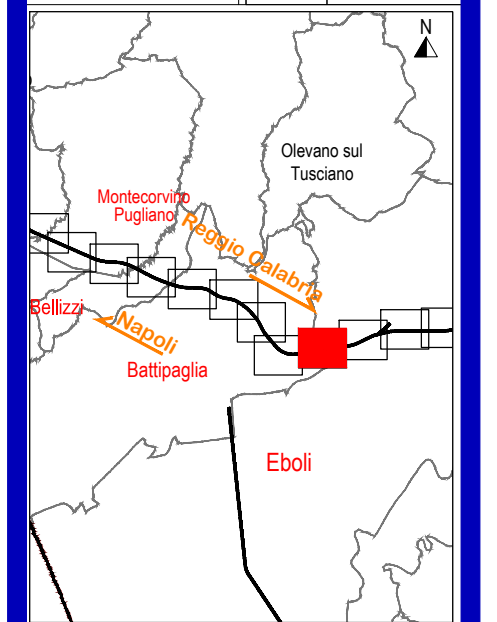 N
Olevano sul
Tusciano
Montecorvino
Pugliano
Reggio Calabria
Bellizzi
Napoli
Battipaglia
Eboli